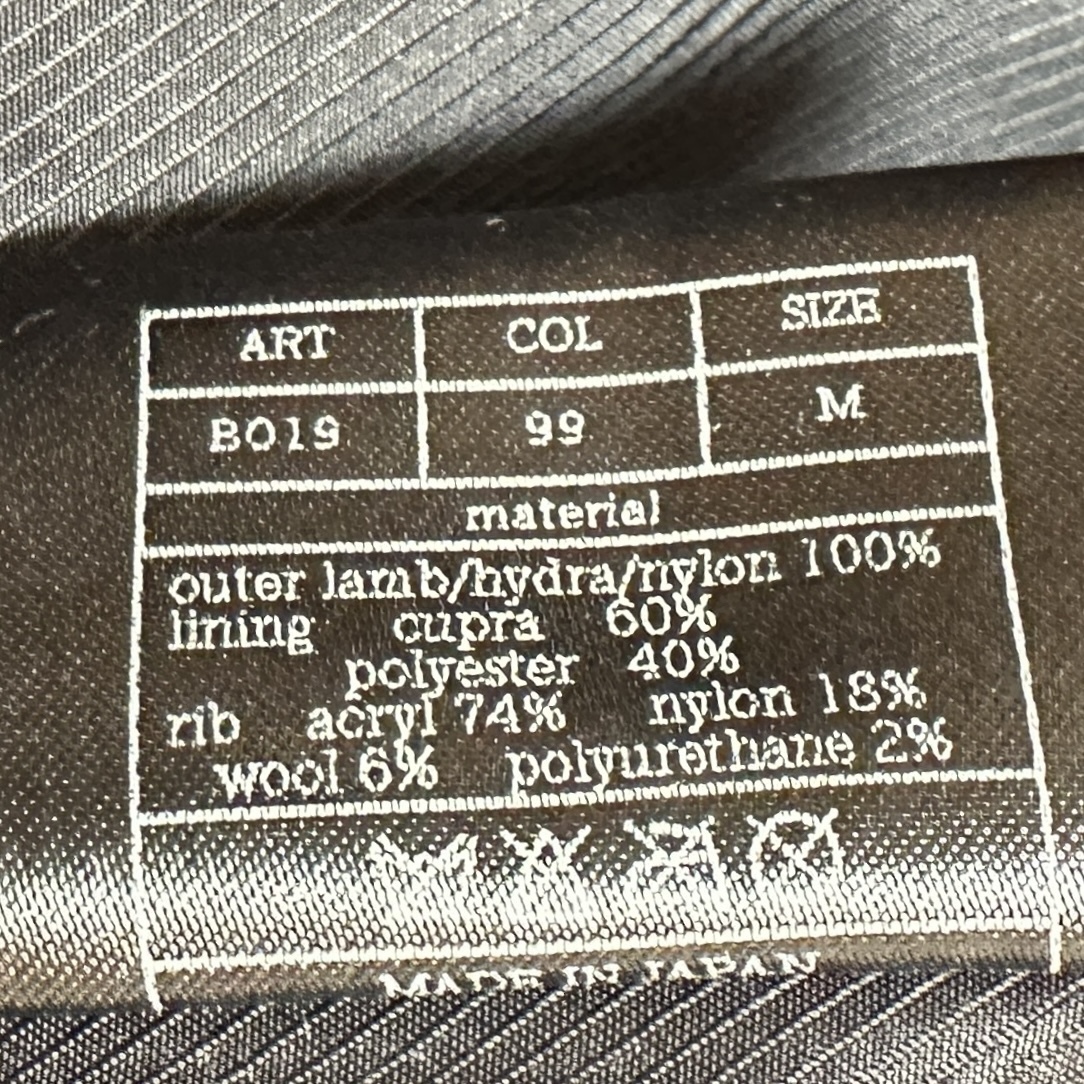 ART COL SIZE
B019 99 M
material
outer lamb/hydra/nylon 100%
lining cupra 60%
polyester 40%
rib acryl 74% nylon 18%
wool 6% polyurethane 2%
MADE IN JAPAN